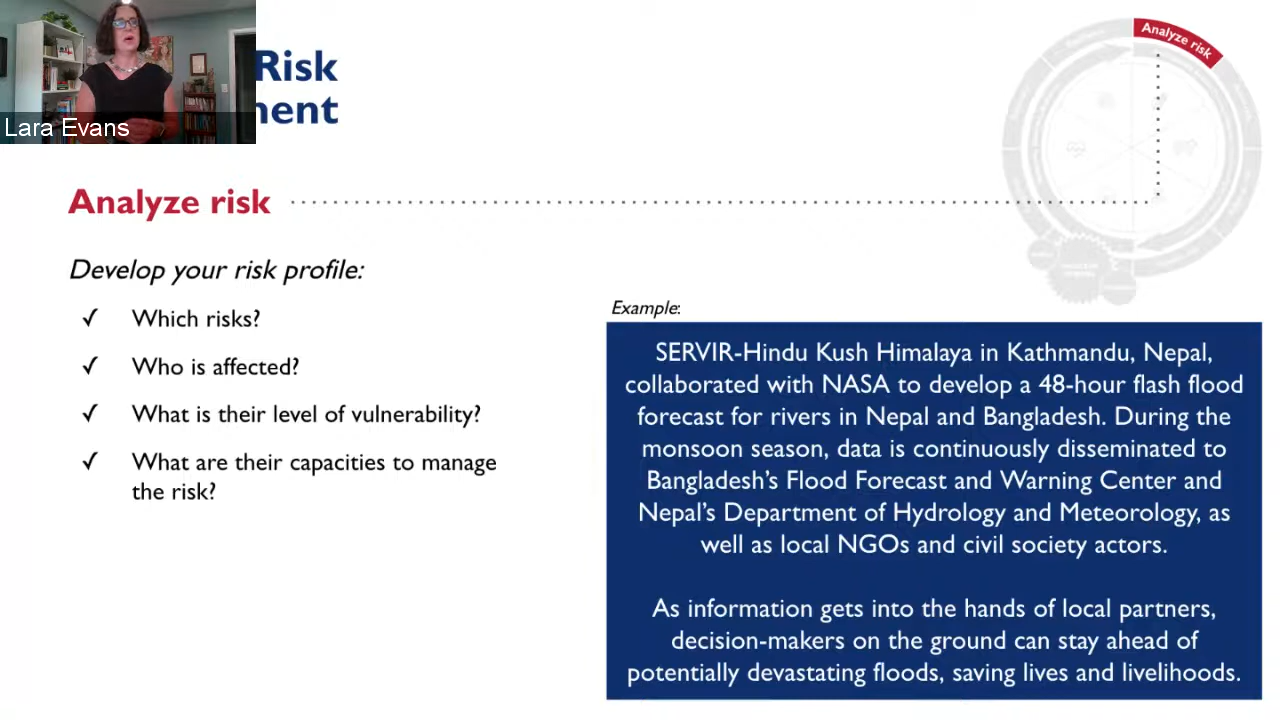 Lara Evans
Risk
ment
Analyze risk
Analyze risk
Develop your risk profile:
✓ Which risks?
✓ Who is affected?
✓ What is their level of vulnerability?
✓ What are their capacities to manage
the risk?
Example:
SERVIR-Hindu Kush Himalaya in Kathmandu, Nepal,
collaborated with NASA to develop a 48-hour flash flood
forecast for rivers in Nepal and Bangladesh. During the
monsoon season, data is continuously disseminated to
Bangladesh’s Flood Forecast and Warning Center and
Nepal’s Department of Hydrology and Meteorology, as
well as local NGOs and civil society actors.
As information gets into the hands of local partners,
decision-makers on the ground can stay ahead of
potentially devastating floods, saving lives and livelihoods.